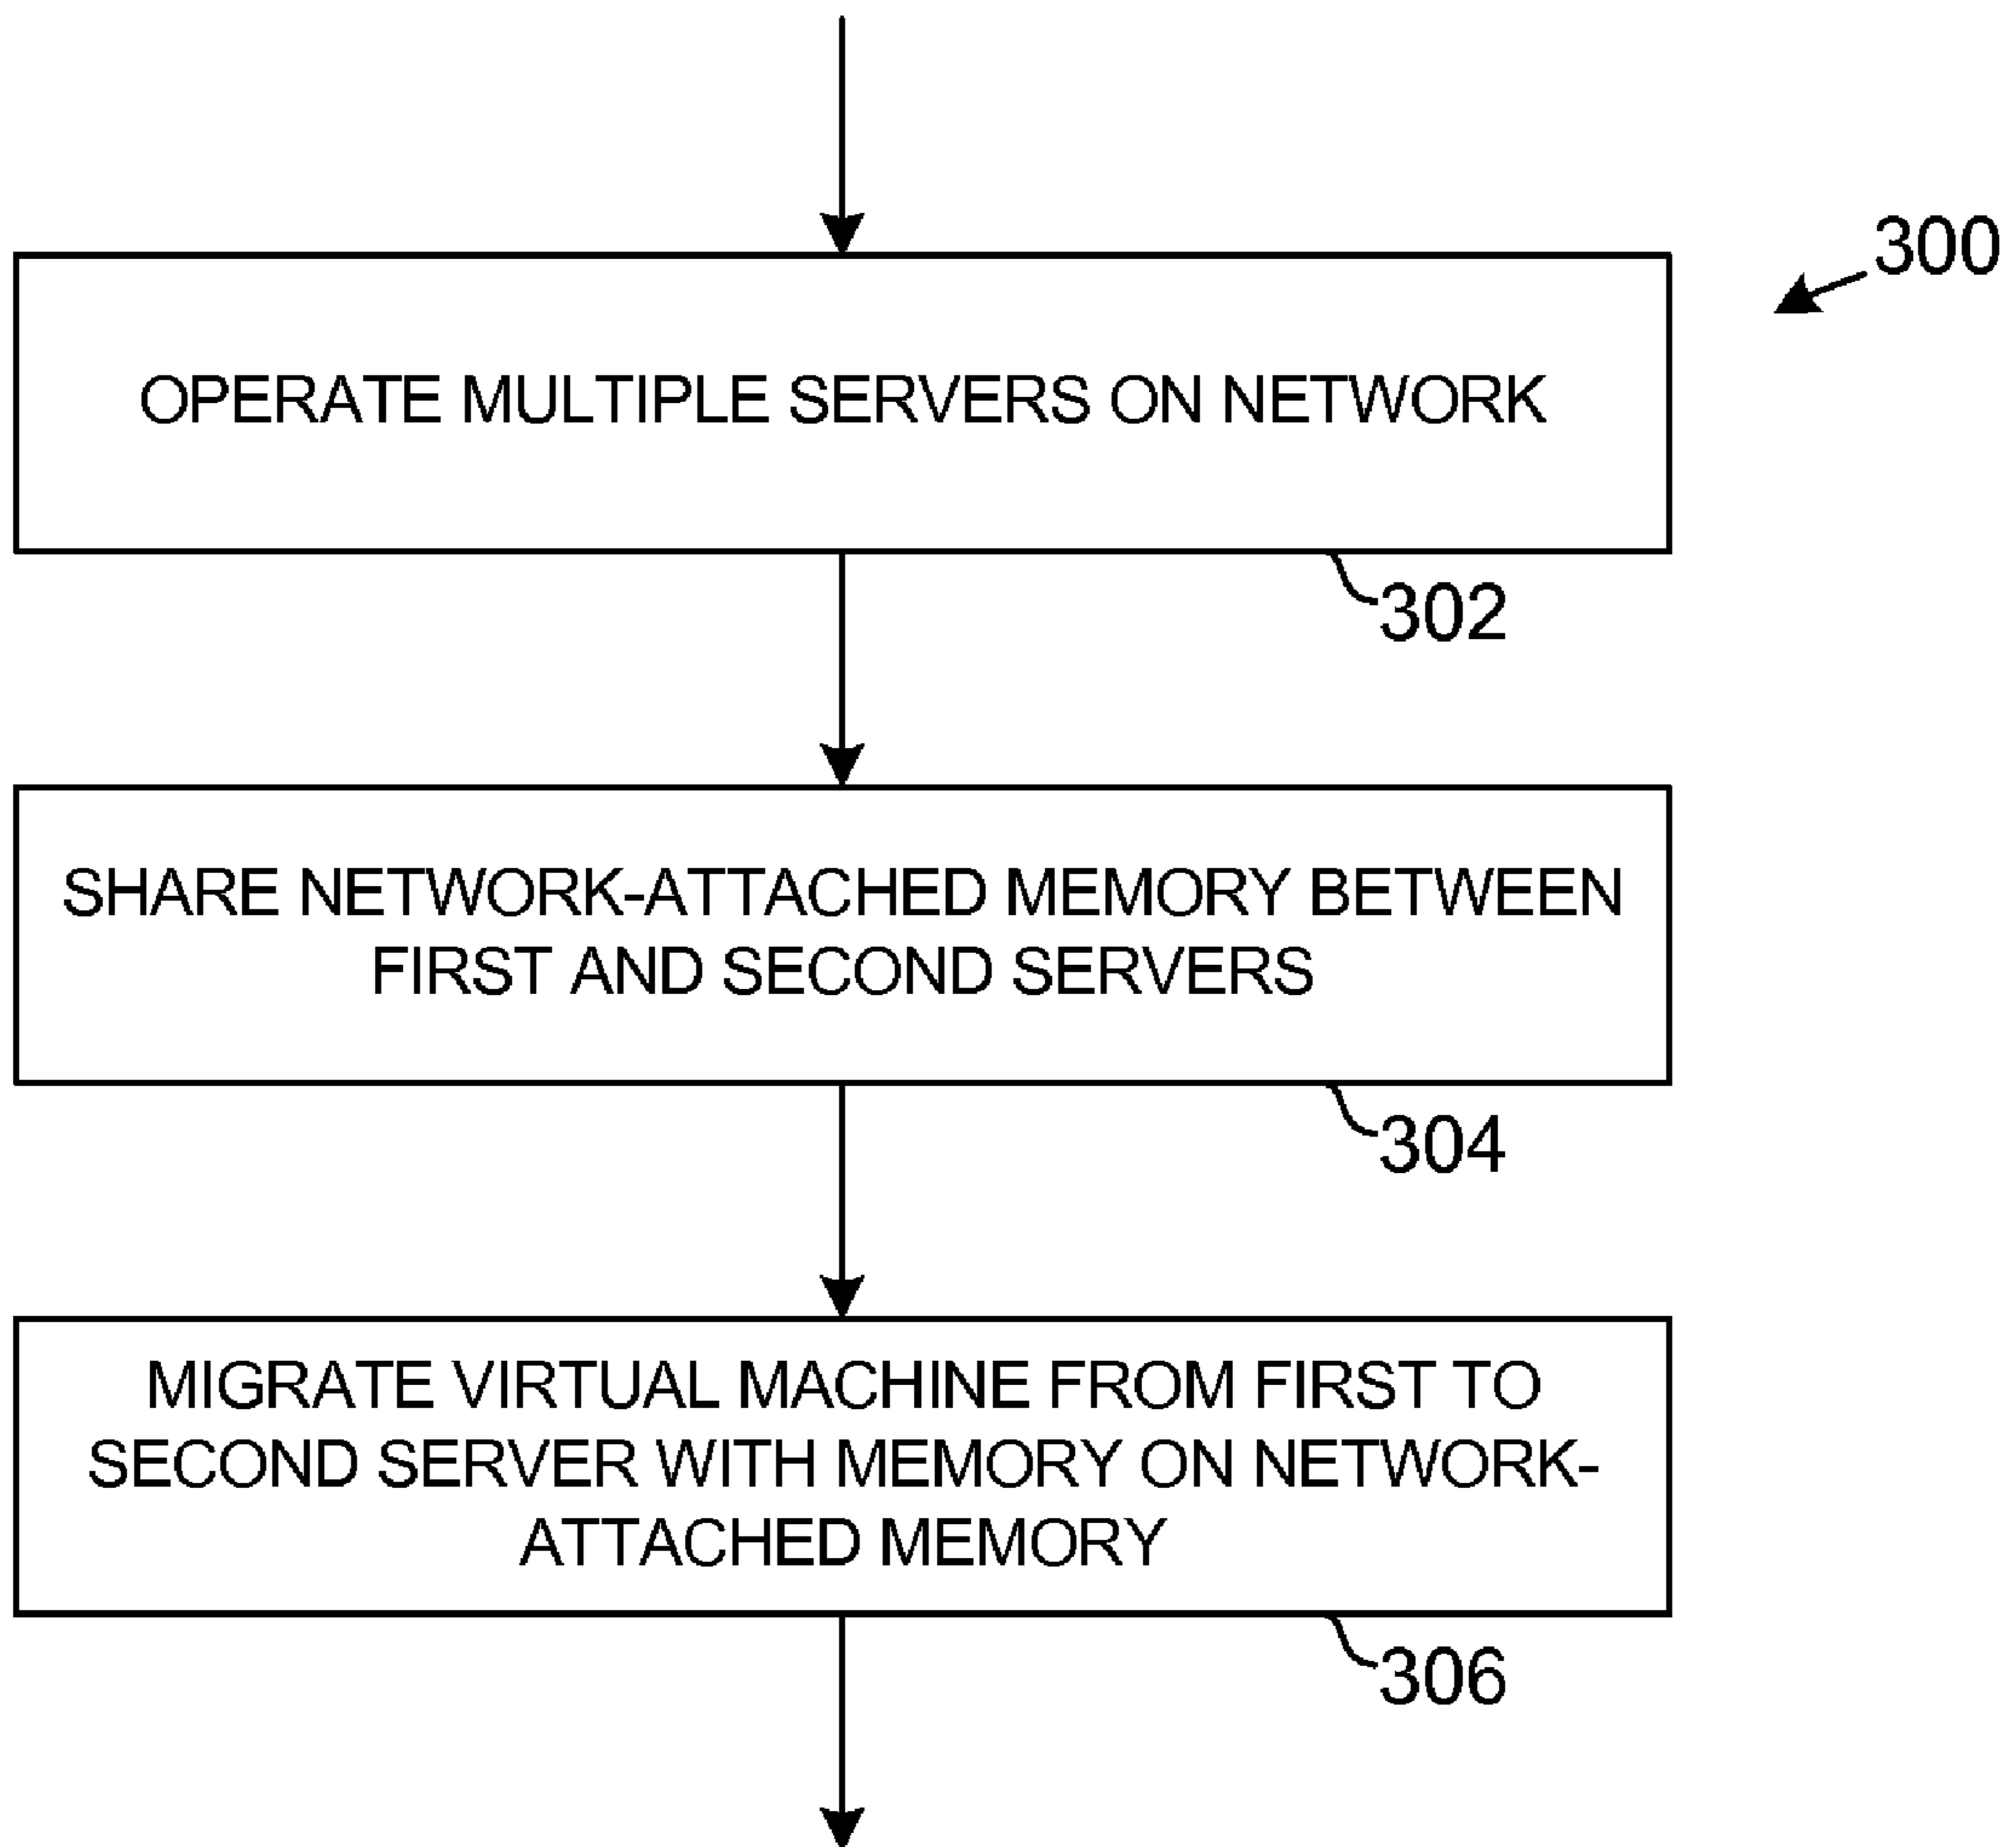 300
OPERATE MULTIPLE SERVERS ON NETWORK
302
SHARE NETWORK-ATTACHED MEMORY BETWEEN
FIRST AND SECOND SERVERS
304
MIGRATE VIRTUAL MACHINE FROM FIRST TO
SECOND SERVER WITH MEMORY ON NETWORK-
ATTACHED MEMORY
306